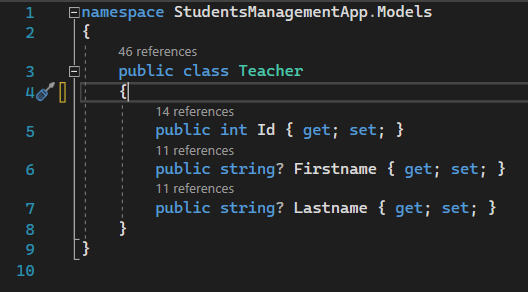 1 namespace StudentsManagementApp.Models
2 {
46 references
3 public class Teacher
4 {
14 references
5 public int Id { get; set; }
11 references
6 public string? Firstname { get; set; }
11 references
7 public string? Lastname { get; set; }
8 }
9 }
10